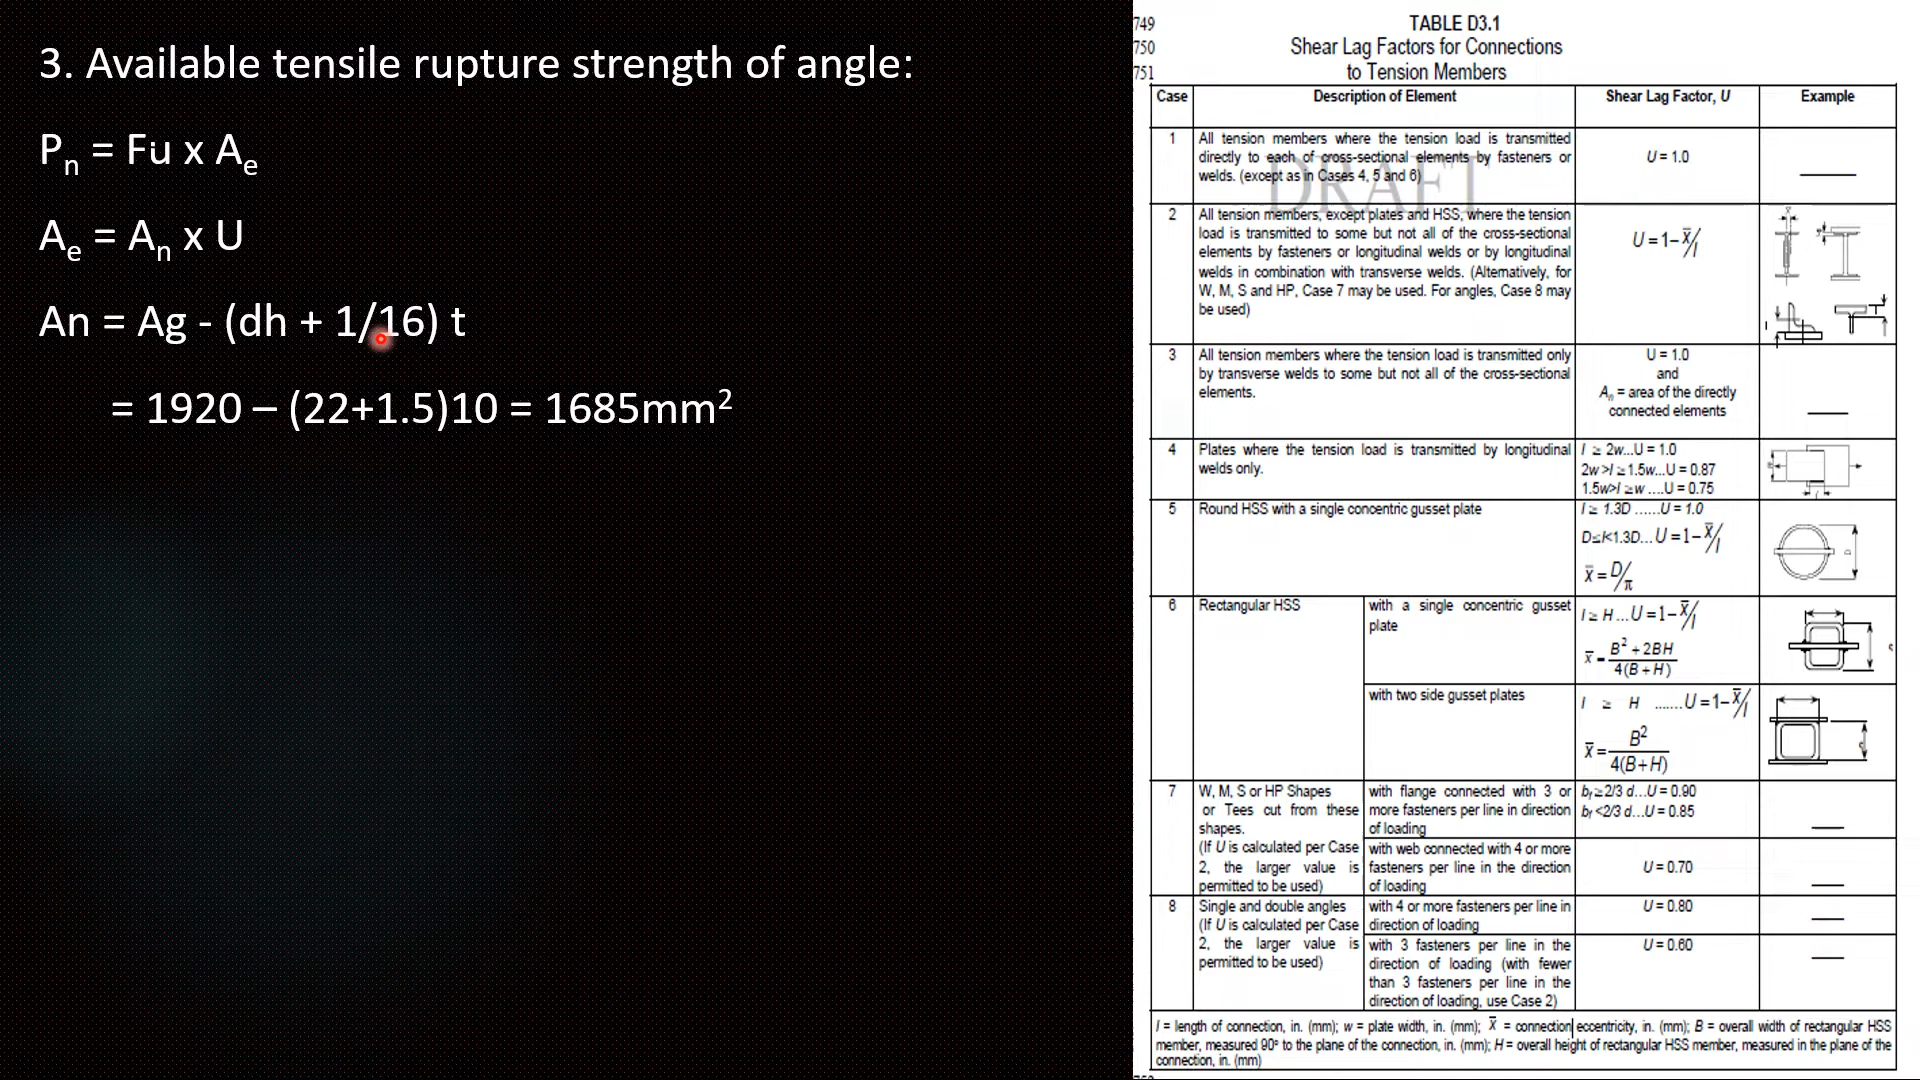 3. Available tensile rupture strength of angle:
Pn = Fu x Ae
Ae = An x U
An = Ag - (dh + 1/16) t
= 1920 – (22+1.5)10 = 1685mm²
749
TABLE D3.1
750
Shear Lag Factors for Connections
751
to Tension Members
Case
Description of Element
Shear Lag Factor, U
Example
DRAFT
1
All tension members where the tension load is transmitted
directly to each of cross-sectional elements by fasteners or
welds. (except as in Cases 4, 5 and 6)
U = 1.0
2
All tension members, except plates and HSS, where the tension
load is transmitted to some but not all of the cross-sectional
elements by fasteners or longitudinal welds or by longitudinal
welds in combination with transverse welds. (Alternatively, for
W, M, S and HP, Case 7 may be used. For angles, Case 8 may
be used)
U = 1– x̄/l
3
All tension members where the tension load is transmitted only
by transverse welds to some but not all of the cross-sectional
elements.
U = 1.0
and
An = area of the directly
connected elements
4
Plates where the tension load is transmitted by longitudinal
welds only.
l ≥ 2w...U = 1.0
2w >l ≥1.5w...U = 0.87
1.5w>l ≥w ....U = 0.75
5
Round HSS with a single concentric gusset plate
l ≥ 1.3D ......U = 1.0
D≤l<1.3D... U = 1– x̄/l
x̄ = D/π
D
6
Rectangular HSS
with a single concentric gusset
plate
l ≥ H ... U = 1– x̄/l
x̄ = B² + 2BH / 4(B + H)
with two side gusset plates
l ≥ H .......U = 1– x̄/l
x̄ = B² / 4(B+H)
7
W, M, S or HP Shapes
or Tees cut from these
shapes.
(If U is calculated per Case
2, the larger value is
permitted to be used)
with flange connected with 3 or
more fasteners per line in direction
of loading
bf ≥2/3 d...U = 0.90
bf <2/3 d...U = 0.85
with web connected with 4 or more
fasteners per line in the direction
of loading
U = 0.70
8
Single and double angles
(If U is calculated per Case
2, the larger value is
permitted to be used)
with 4 or more fasteners per line in
direction of loading
U = 0.80
with 3 fasteners per line in the
direction of loading (with fewer
than 3 fasteners per line in the
direction of loading, use Case 2)
U = 0.60
l = length of connection, in. (mm); w = plate width, in. (mm); x̄ = connection eccentricity, in. (mm); B = overall width of rectangular HSS
member, measured 90° to the plane of the connection, in. (mm); H = overall height of rectangular HSS member, measured in the plane of the
connection, in. (mm)